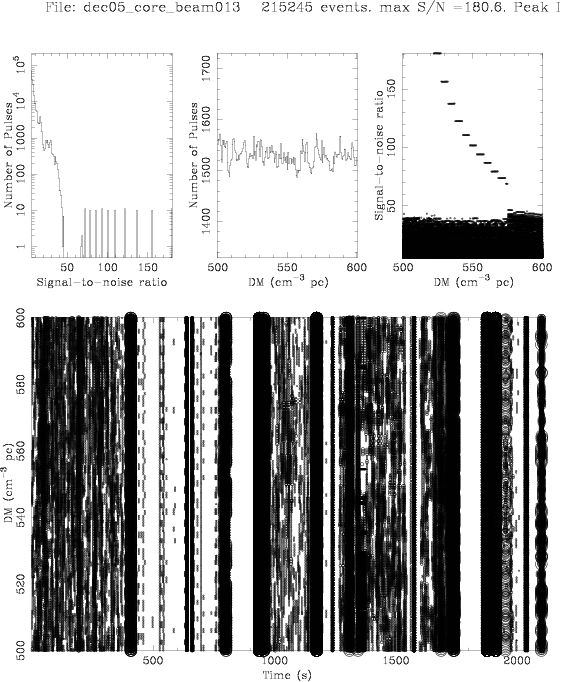 File: dec05_core_beam013 215245 events. max S/N =180.6. Peak I
10⁵
10⁴
1000
100
10
1
Number of Pulses
50 100 150
Signal-to-noise ratio
1700
1600
1500
1400
Number of Pulses
500 550 600
DM (cm⁻³ pc)
150
100
50
Signal-to-noise ratio
500 550 600
DM (cm⁻³ pc)
600
580
560
540
520
500
DM (cm⁻³ pc)
500 1000 1500 2000
Time (s)